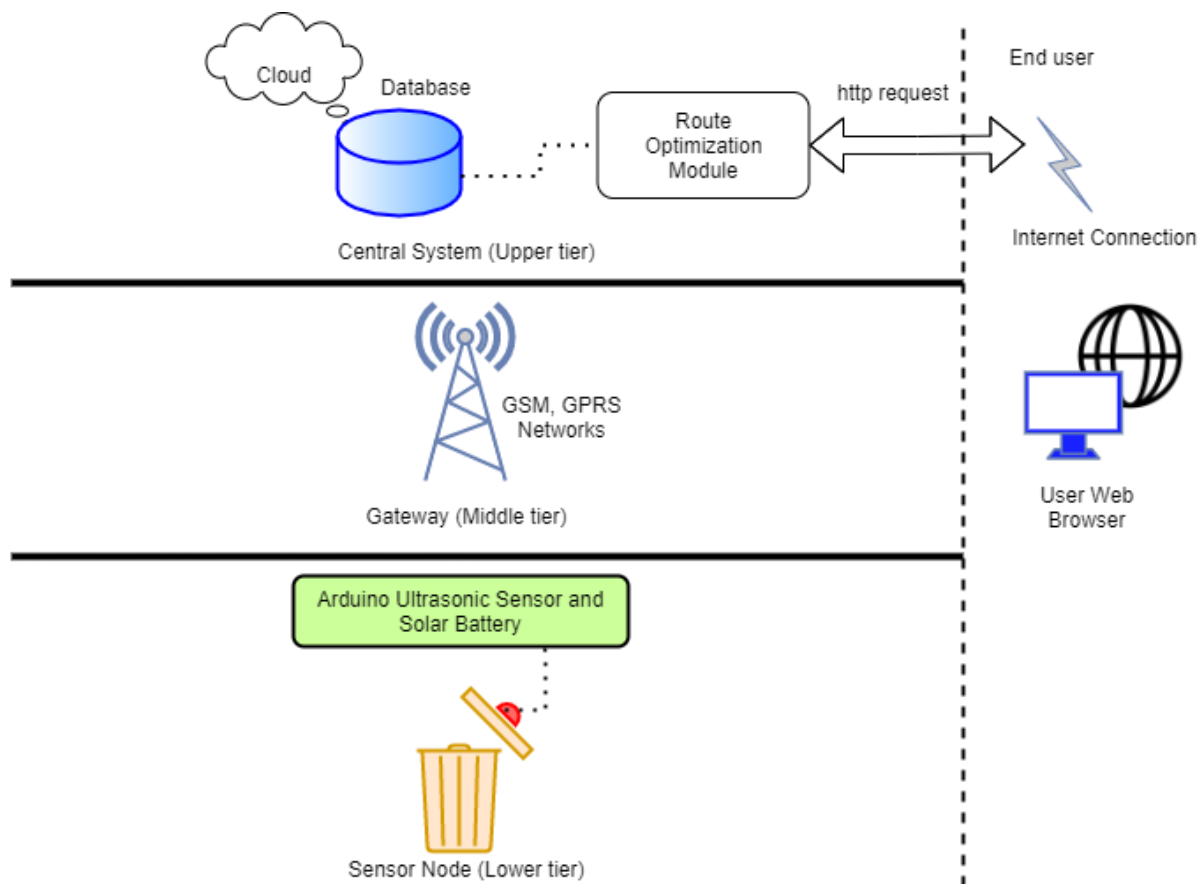 Cloud
Database
Route
Optimization
Module
http request
End user
Internet Connection
Central System (Upper tier)
GSM, GPRS
Networks
Gateway (Middle tier)
User Web
Browser
Arduino Ultrasonic Sensor and
Solar Battery
Sensor Node (Lower tier)